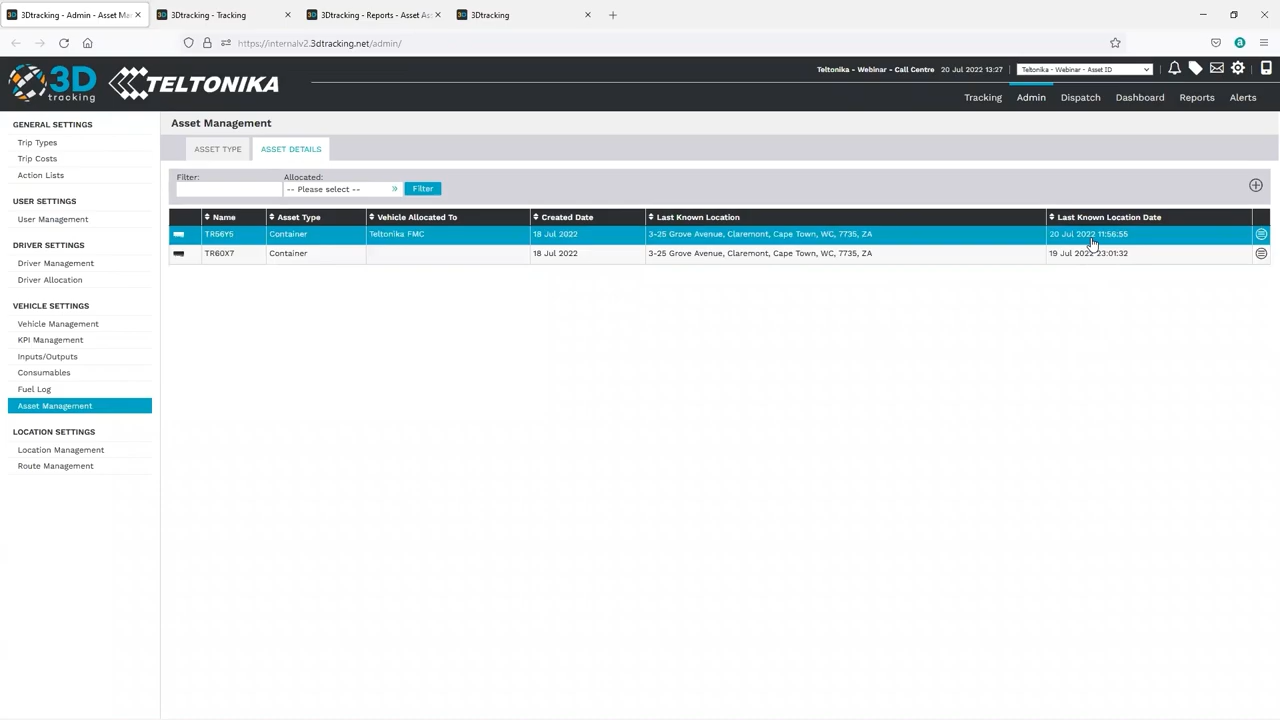 3Dtracking - Admin - Asset Ma
3Dtracking - Tracking
3Dtracking - Reports - Asset As
3Dtracking
https://internalv2.3dtracking.net/admin/
3D tracking
TELTONIKA
Teltonika - Webinar - Call Centre
20 Jul 2022 13:27
Teltonika - Webinar - Asset ID
Tracking
Admin
Dispatch
Dashboard
Reports
Alerts
GENERAL SETTINGS
Trip Types
Trip Costs
Action Lists
USER SETTINGS
User Management
DRIVER SETTINGS
Driver Management
Driver Allocation
VEHICLE SETTINGS
Vehicle Management
KPI Management
Inputs/Outputs
Consumables
Fuel Log
Asset Management
LOCATION SETTINGS
Location Management
Route Management
Asset Management
ASSET TYPE
ASSET DETAILS
Filter:
Allocated:
-- Please select --
Filter
Name
Asset Type
Vehicle Allocated To
Created Date
Last Known Location
Last Known Location Date
TR56Y5
Container
Teltonika FMC
18 Jul 2022
3-25 Grove Avenue, Claremont, Cape Town, WC, 7735, ZA
20 Jul 2022 11:56:55
TR60X7
Container
18 Jul 2022
3-25 Grove Avenue, Claremont, Cape Town, WC, 7735, ZA
19 Jul 2022 23:01:32